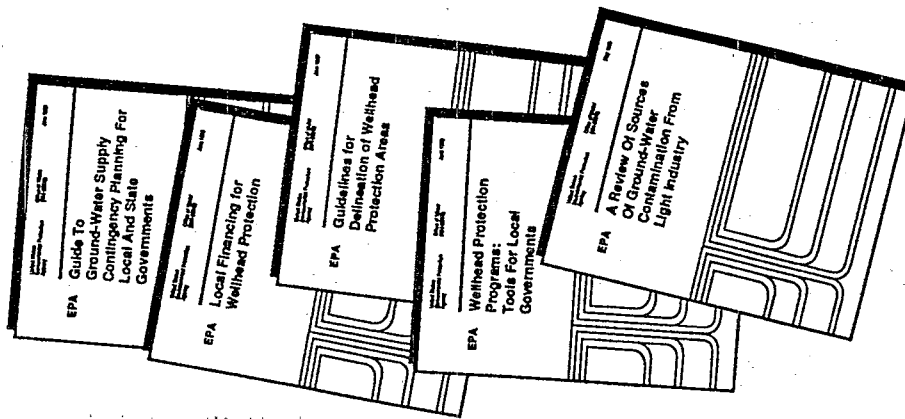 EPA
Guide To
Ground-Water Supply
Contingency Planning For
Local And State
Governments
EPA
Local Financing for
Wellhead Protection
EPA
Guidelines for
Delineation of Wellhead
Protection Areas
EPA
Wellhead Protection
Programs:
Tools For Local
Governments
EPA
A Review Of Sources
Of Ground-Water
Contamination From
Light Industry